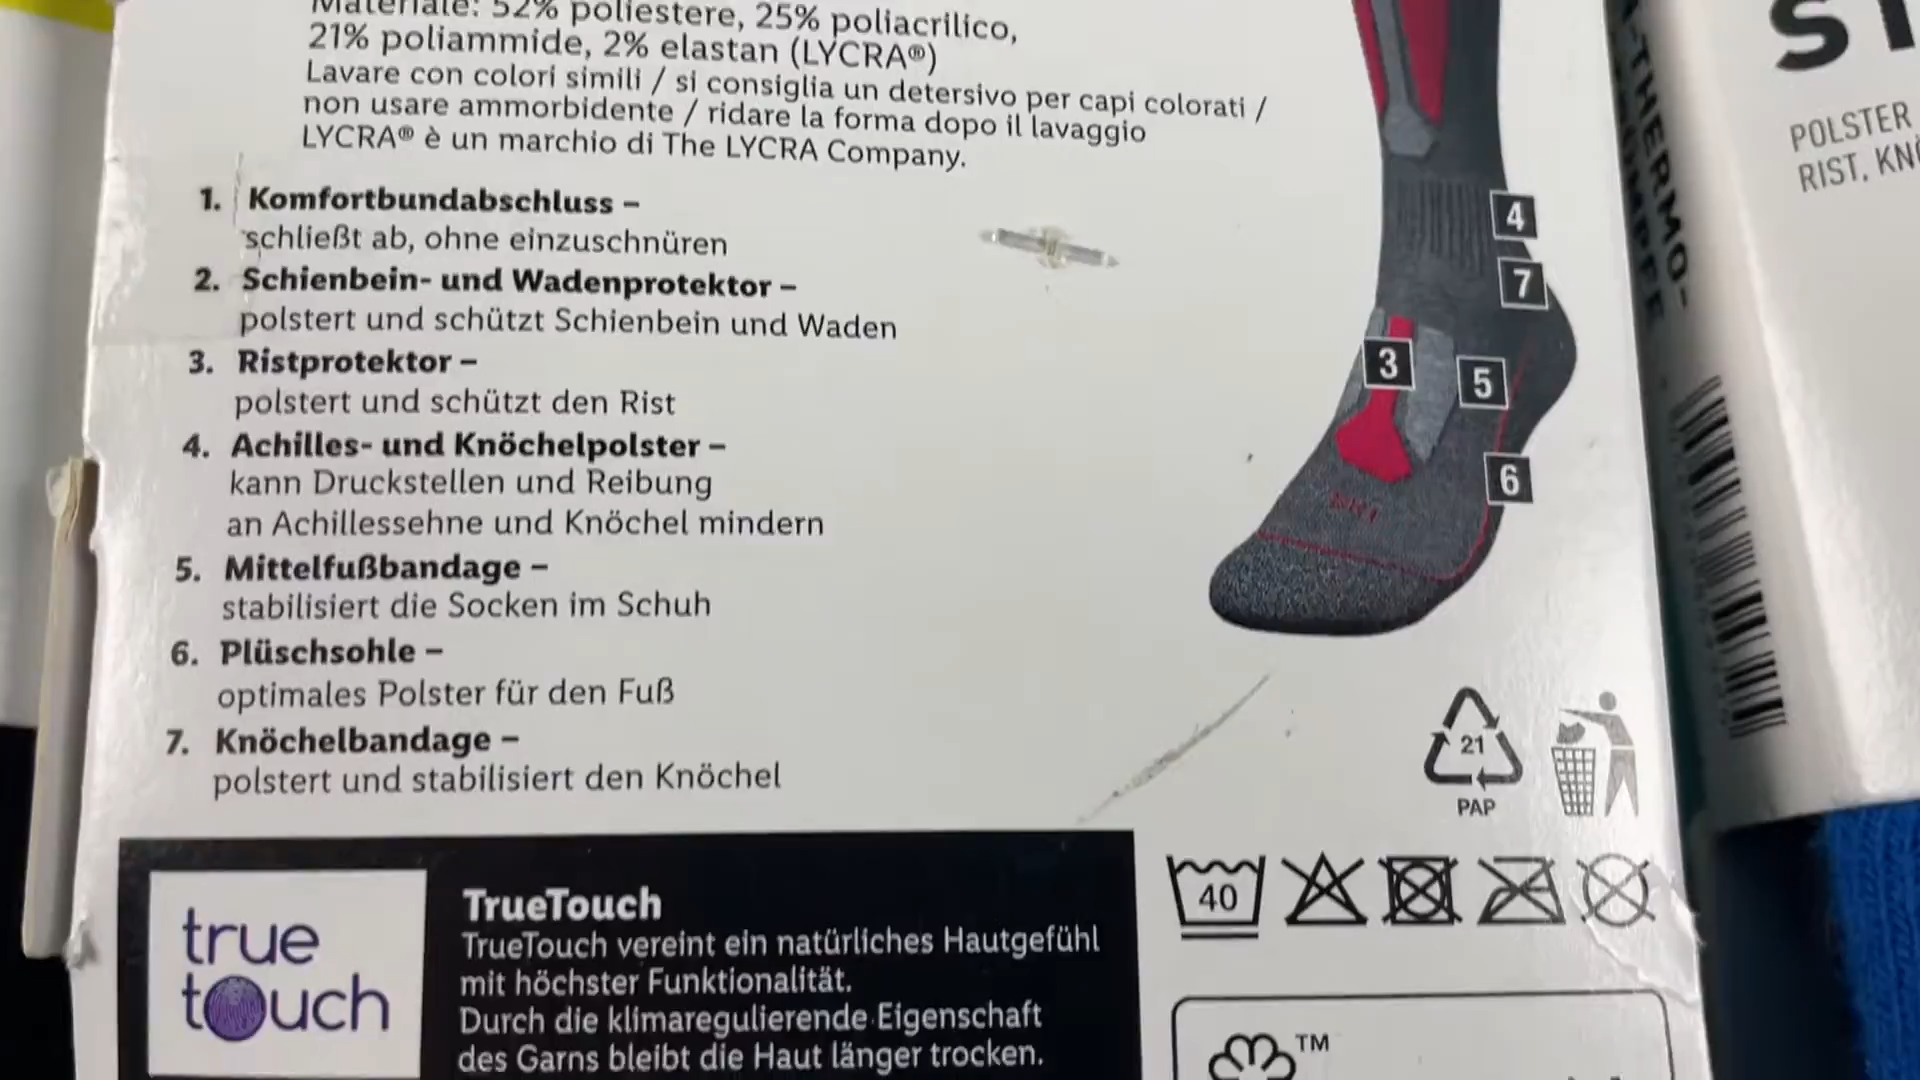 Materiale: 52% poliestere, 25% poliacrilico,
21% poliammide, 2% elastan (LYCRA®)
Lavare con colori simili / si consiglia un detersivo per capi colorati /
non usare ammorbidente / ridare la forma dopo il lavaggio
LYCRA® è un marchio di The LYCRA Company.
1. Komfortbundabschluss –
schließt ab, ohne einzuschnüren
2. Schienbein- und Wadenprotektor –
polstert und schützt Schienbein und Waden
3. Ristprotektor –
polstert und schützt den Rist
4. Achilles- und Knöchelpolster –
kann Druckstellen und Reibung
an Achillessehne und Knöchel mindern
5. Mittelfußbandage –
stabilisiert die Socken im Schuh
6. Plüschsohle –
optimales Polster für den Fuß
7. Knöchelbandage –
polstert und stabilisiert den Knöchel
4
7
3
5
6
21
PAP
40
true
touch
TrueTouch
TrueTouch vereint ein natürliches Hautgefühl
mit höchster Funktionalität.
Durch die klimaregulierende Eigenschaft
des Garns bleibt die Haut länger trocken.
TM
-THERMO-
POLSTER
RIST, KNÖ